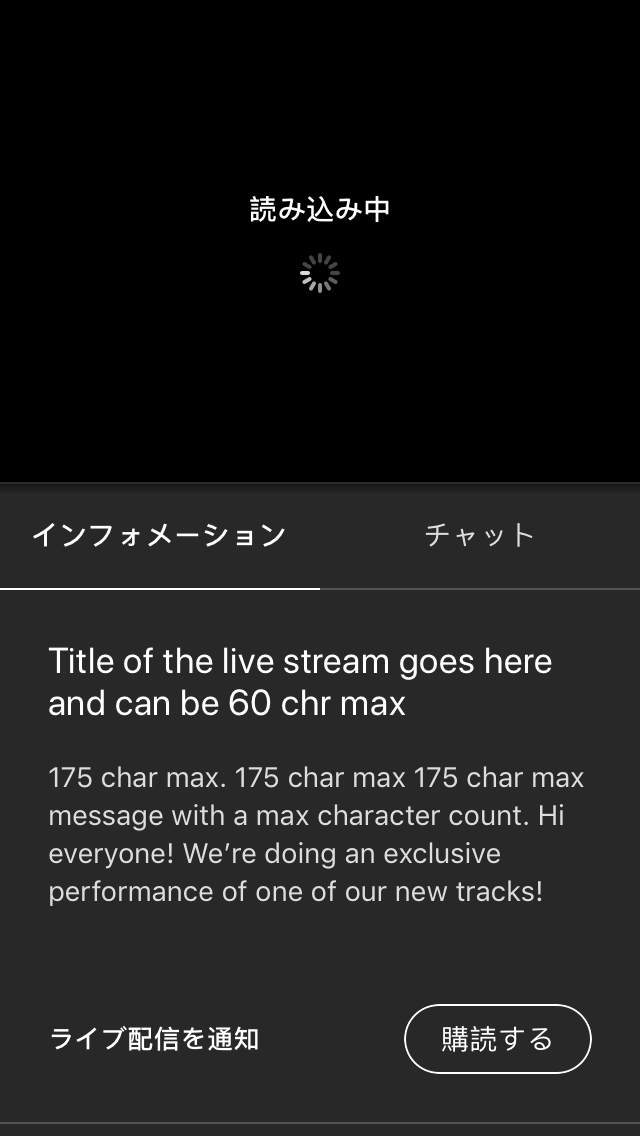 読み込み中
インフォメーション
チャット
Title of the live stream goes here
and can be 60 chr max
175 char max. 175 char max 175 char max
message with a max character count. Hi
everyone! We’re doing an exclusive
performance of one of our new tracks!
ライブ配信を通知
購読する